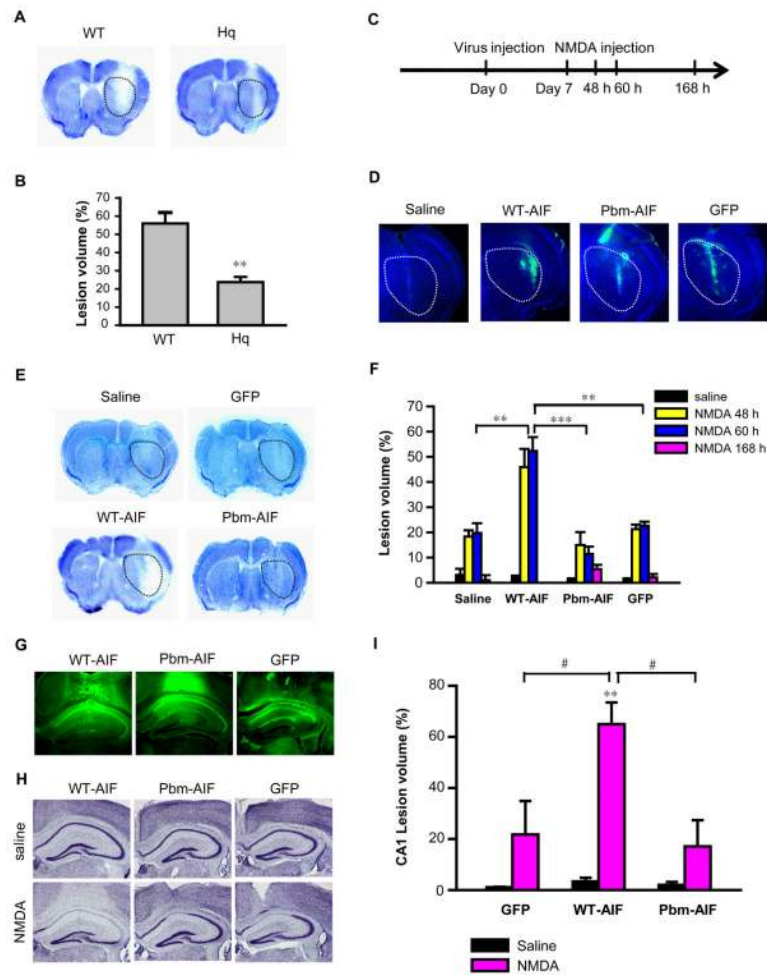 A
WT Hq
B
Lesion volume (%)
70
60
50
40
30
20
10
0
**
WT Hq
C
Virus injection NMDA injection
Day 0 Day 7 48 h 60 h 168 h
D
Saline WT-AIF Pbm-AIF GFP
E
Saline GFP
WT-AIF Pbm-AIF
F
saline
NMDA 48 h
NMDA 60 h
NMDA 168 h
Lesion volume (%)
70
60
50
40
30
20
10
0
** *** **
Saline WT-AIF Pbm-AIF GFP
G
WT-AIF Pbm-AIF GFP
H
WT-AIF Pbm-AIF GFP
saline
NMDA
I
CA1 Lesion volume (%)
80
60
40
20
0
# #
**
GFP WT-AIF Pbm-AIF
Saline
NMDA